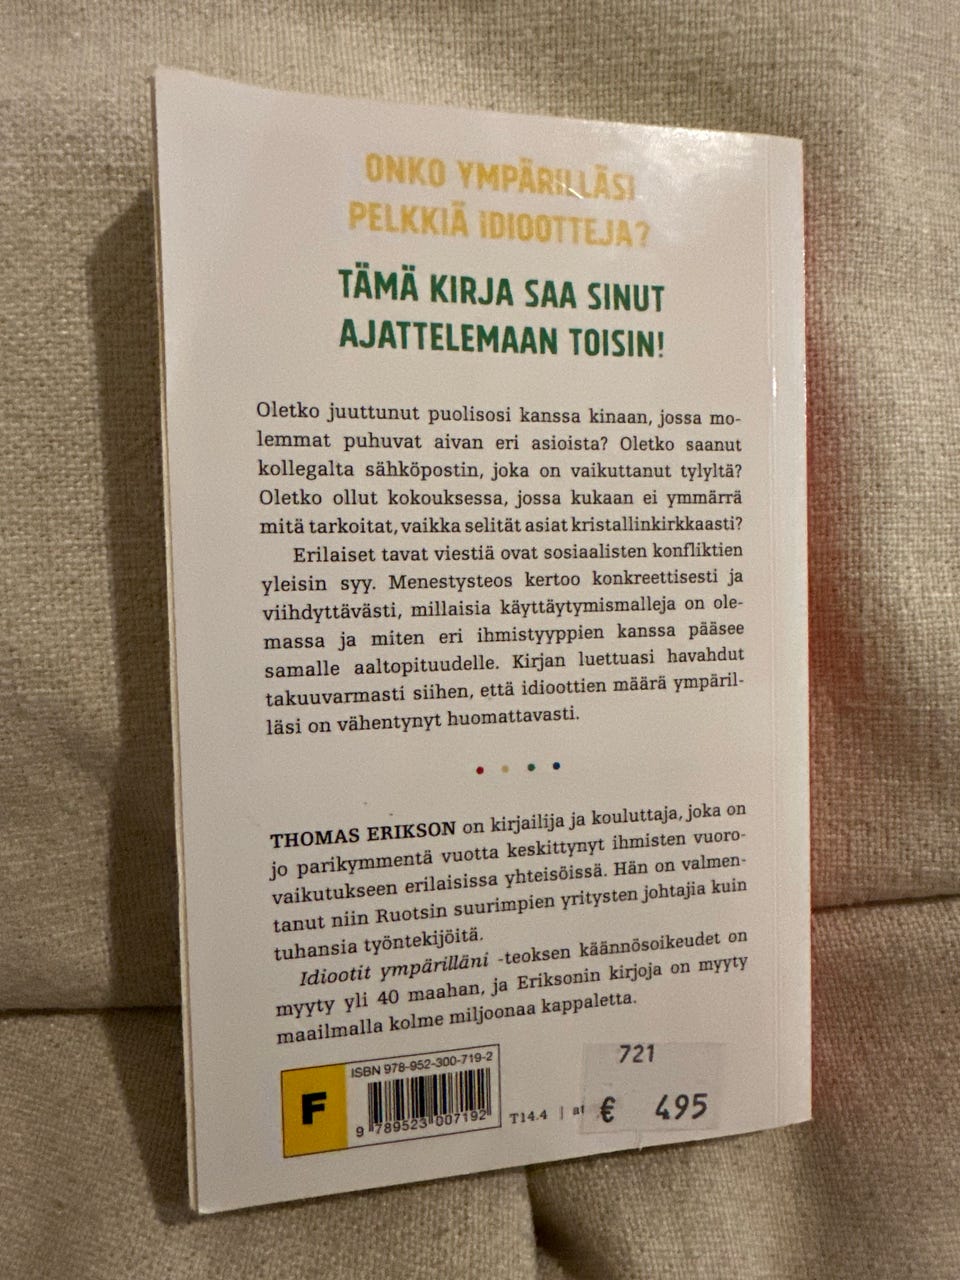 ONKO YMPÄRILLÄSI
PELKKIÄ IDIOOTTEJA?
TÄMÄ KIRJA SAA SINUT
AJATTELEMAAN TOISIN!
Oletko juuttunut puolisosi kanssa kinaan, jossa mo-
lemmat puhuvat aivan eri asioista? Oletko saanut
kollegalta sähköpostin, joka on vaikuttanut tylyltä?
Oletko ollut kokouksessa, jossa kukaan ei ymmärrä
mitä tarkoitat, vaikka selität asiat kristallinkirkkaasti?
Erilaiset tavat viestiä ovat sosiaalisten konfliktien
yleisin syy. Menestysteos kertoo konkreettisesti ja
viihdyttävästi, millaisia käyttäytymismalleja on ole-
massa ja miten eri ihmistyyppien kanssa pääsee
samalle aaltopituudelle. Kirjan luettuasi havahdut
takuuvarmasti siihen, että idioottien määrä ympäril-
läsi on vähentynyt huomattavasti.
THOMAS ERIKSON on kirjailija ja kouluttaja, joka on
jo parikymmentä vuotta keskittynyt ihmisten vuoro-
vaikutukseen erilaisissa yhteisöissä. Hän on valmen-
tanut niin Ruotsin suurimpien yritysten johtajia kuin
tuhansia työntekijöitä.
Idiootit ympärilläni -teoksen käännösoikeudet on
myyty yli 40 maahan, ja Eriksonin kirjoja on myyty
maailmalla kolme miljoonaa kappaletta.
F
ISBN 978-952-300-719-2
9 789523 007192
T14.4 |
721
€ 495